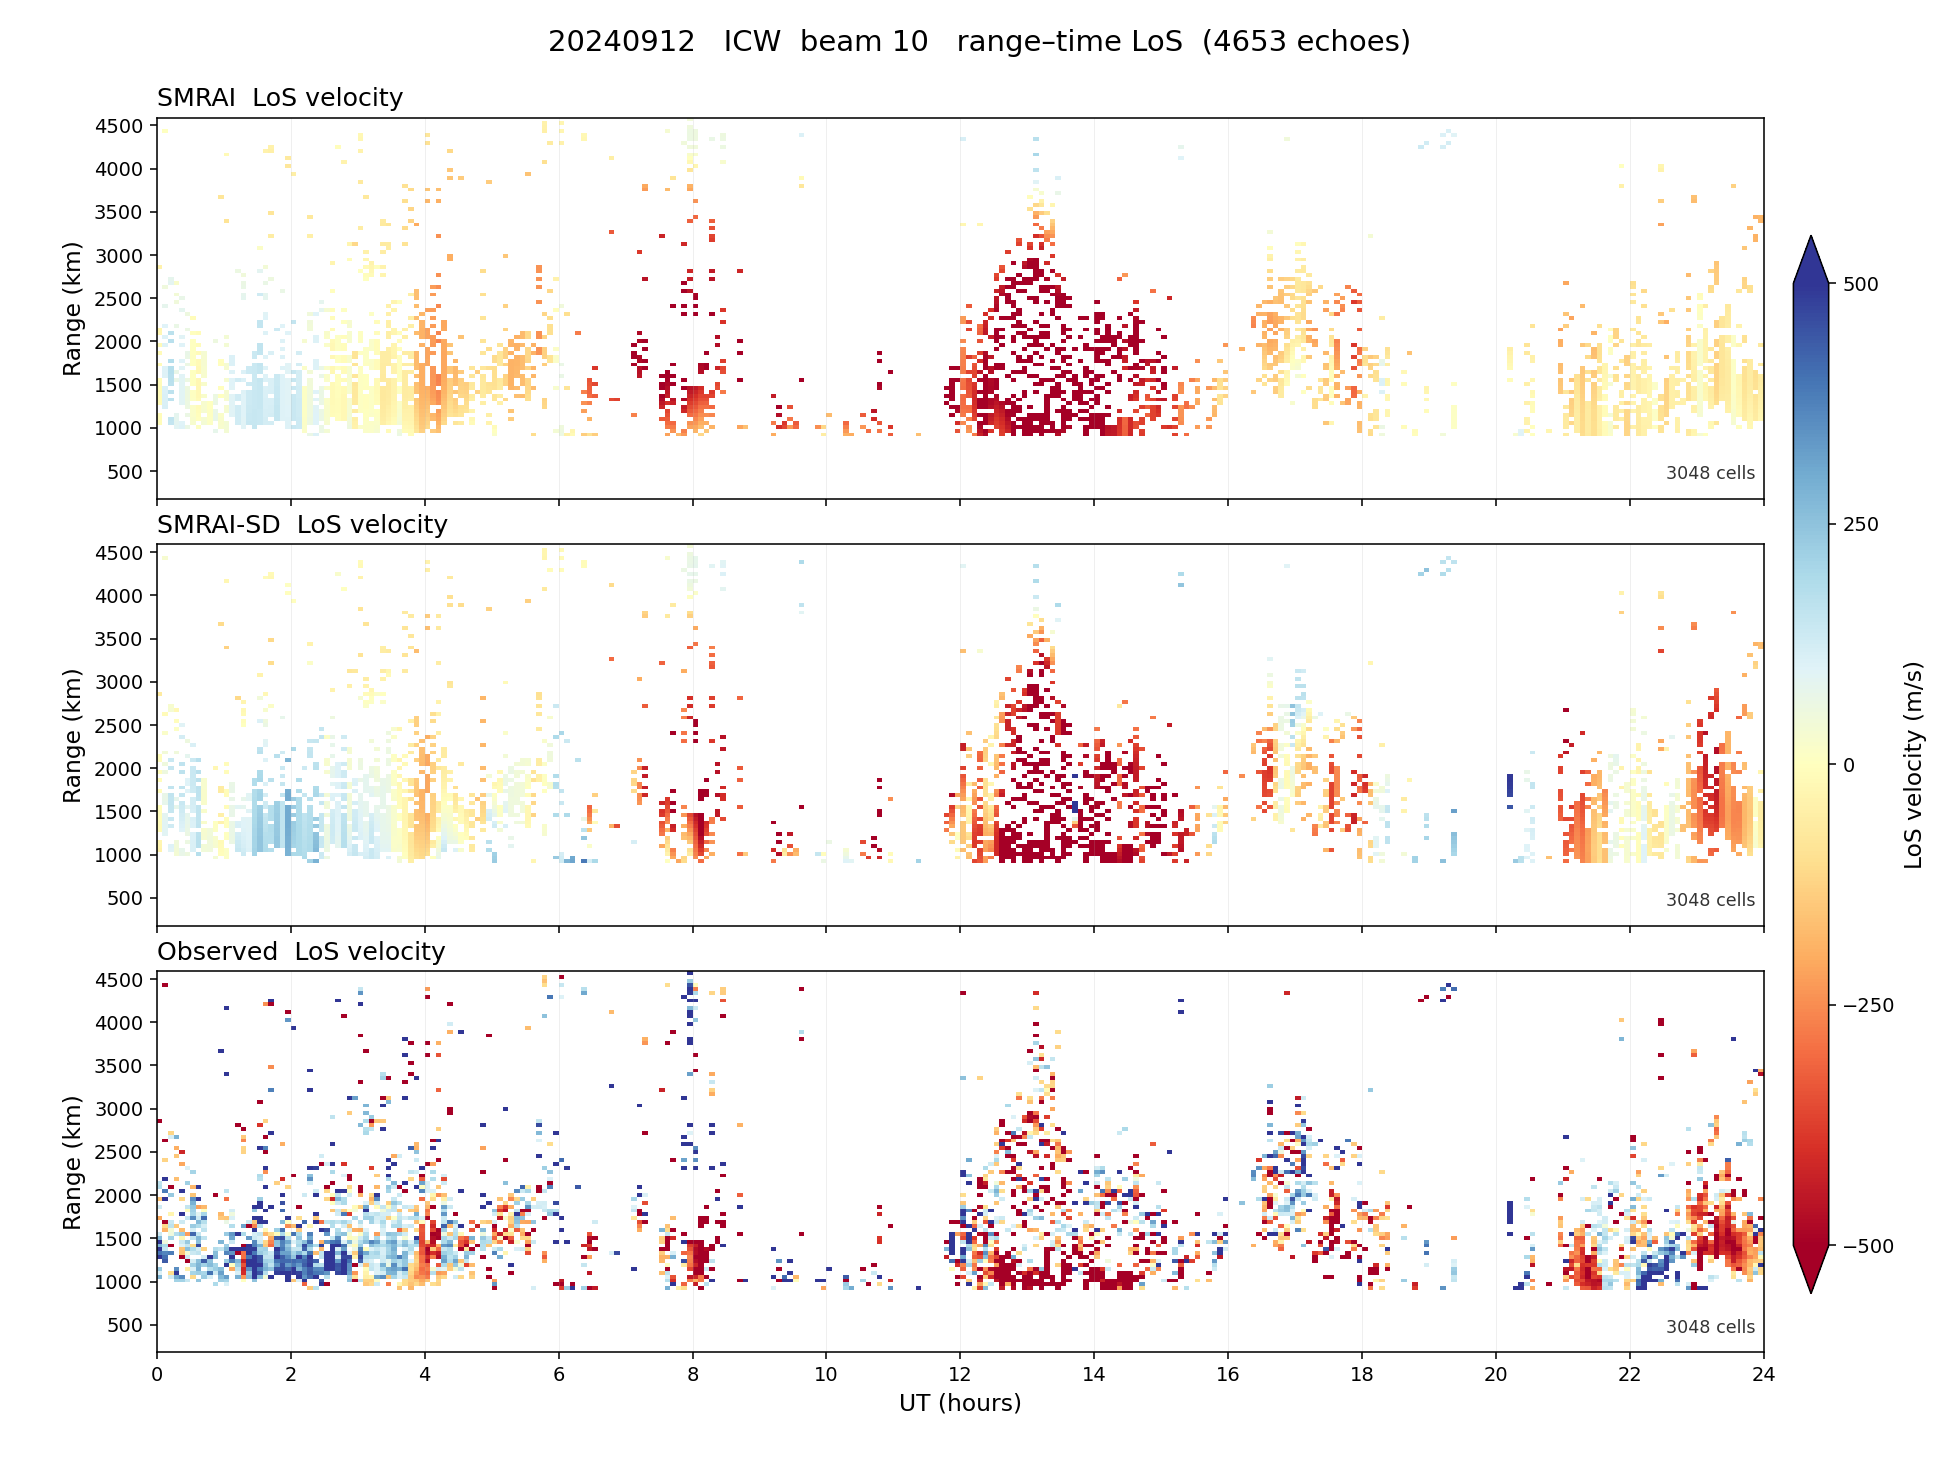 20240912   ICW  beam 10   range–time LoS  (4653 echoes)
SMRAI  LoS velocity
4500
4000
3500
3000
2500
2000
1500
1000
500
Range (km)
3048 cells
SMRAI-SD  LoS velocity
4500
4000
3500
3000
2500
2000
1500
1000
500
Range (km)
3048 cells
Observed  LoS velocity
4500
4000
3500
3000
2500
2000
1500
1000
500
Range (km)
3048 cells
0 2 4 6 8 10 12 14 16 18 20 22 24
UT (hours)
500
250
0
−250
−500
LoS velocity (m/s)